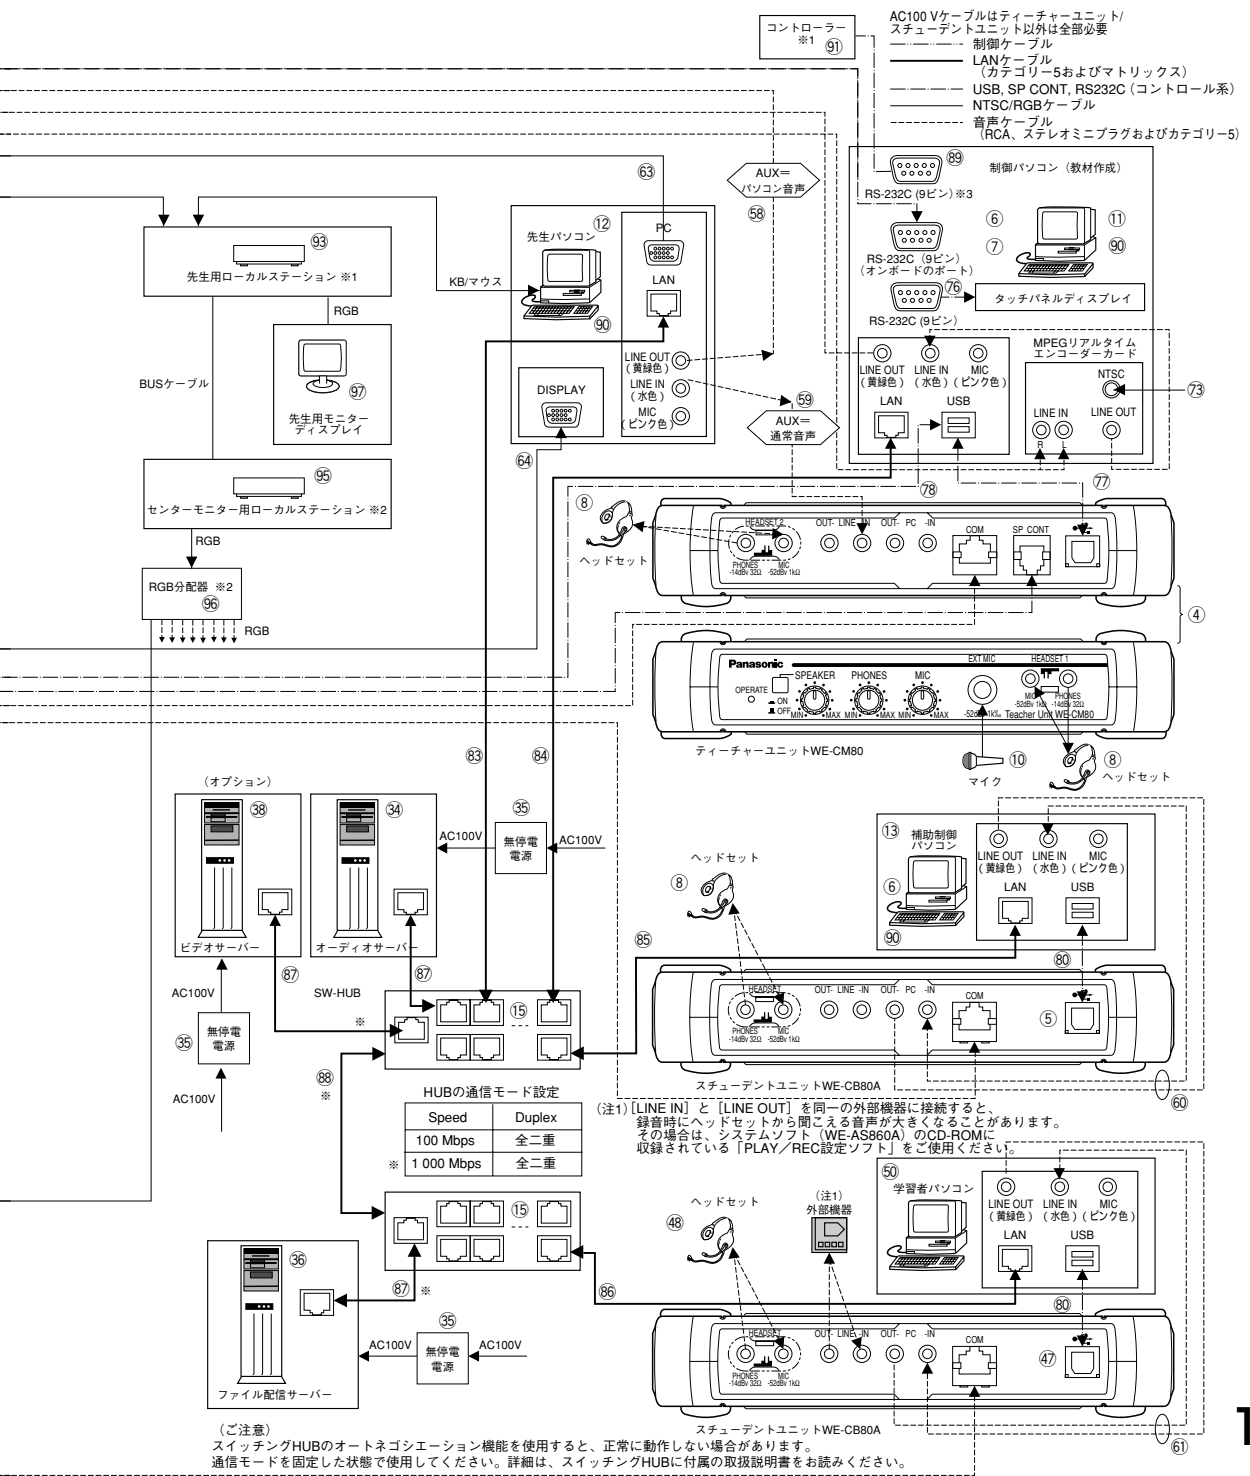 AC100 Vケーブルはティーチャーユニット/
スチューデントユニット以外は全部必要
制御ケーブル
LANケーブル
（カテゴリー5およびマトリックス）
USB, SP CONT, RS232C（コントロール系）
NTSC/RGBケーブル
音声ケーブル
（RCA、ステレオミニプラグおよびカテゴリー5）
コントローラー
※1 91
63
AUX＝
パソコン音声
58
89
制御パソコン（教材作成）
RS-232C (9ピン)※3
6 11
7 90
RS-232C（9ピン）
（オンボードのポート）
76
タッチパネルディスプレイ
RS-232C (9ピン)
LINE OUT
（黄緑色）
LINE IN
（水色）
MIC
（ピンク色）
LAN
USB
MPEGリアルタイム
エンコーダーカード
NTSC
73
LINE IN
LINE OUT
R L
77
78
93
先生用ローカルステーション ※1
RGB
BUSケーブル
97
先生用モニター
ディスプレイ
95
センターモニター用ローカルステーション ※2
RGB
RGB分配器 ※2
96
RGB
KB/マウス
先生パソコン
12
PC
LAN
90
LINE OUT
（黄緑色）
LINE IN
（水色）
MIC
（ピンク色）
DISPLAY
64
59
AUX＝
通常音声
8
ヘッドセット
HEADSET 2
OUT- LINE -IN OUT- PC -IN
COM
SP CONT
PHONES
-14dBv 32Ω
MIC
-52dBv 1kΩ
4
Panasonic
OPERATE
ON
OFF
SPEAKER
PHONES
MIC
MIN MAX MIN MAX MIN MAX
EXT MIC
HEADSET 1
MIC
-52dBv 1kΩ
PHONES
-14dBv 32Ω
Teacher Unit WE-CM80
ティーチャーユニットWE-CM80
10
マイク
8
ヘッドセット
83
84
（オプション）
38
ビデオサーバー
34
オーディオサーバー
35
無停電
電源
AC100V
AC100V
87
87
AC100V
35
無停電
電源
AC100V
SW-HUB
※
15
88
※
HUBの通信モード設定
Speed Duplex
100 Mbps 全二重
※ 1 000 Mbps 全二重
ヘッドセット
8
85
13
補助制御
パソコン
6
90
LINE OUT
（黄緑色）
LINE IN
（水色）
MIC
（ピンク色）
LAN
USB
80
HEADSET
OUT- LINE -IN OUT- PC -IN
COM
5
PHONES
-14dBv 32Ω
MIC
-52dBv 1kΩ
スチューデントユニットWE-CB80A
60
（注1）［LINE IN］と［LINE OUT］を同一の外部機器に接続すると、
録音時にヘッドセットから聞こえる音声が大きくなることがあります。
その場合は、システムソフト（WE-AS860A）のCD-ROMに
収録されている「PLAY／REC設定ソフト」をご使用ください。
15
87
※
36
ファイル配信サーバー
35
AC100V
無停電
電源
AC100V
86
ヘッドセット
48
（注1）
外部機器
50
学習者パソコン
LINE OUT
（黄緑色）
LINE IN
（水色）
MIC
（ピンク色）
LAN
USB
80
HEADSET
OUT- LINE -IN OUT- PC -IN
COM
47
PHONES
-14dBv 32Ω
MIC
-52dBv 1kΩ
スチューデントユニットWE-CB80A
61
（ご注意）
スイッチングHUBのオートネゴシエーション機能を使用すると、正常に動作しない場合があります。
通信モードを固定した状態で使用してください。詳細は、スイッチングHUBに付属の取扱説明書をお読みください。
1